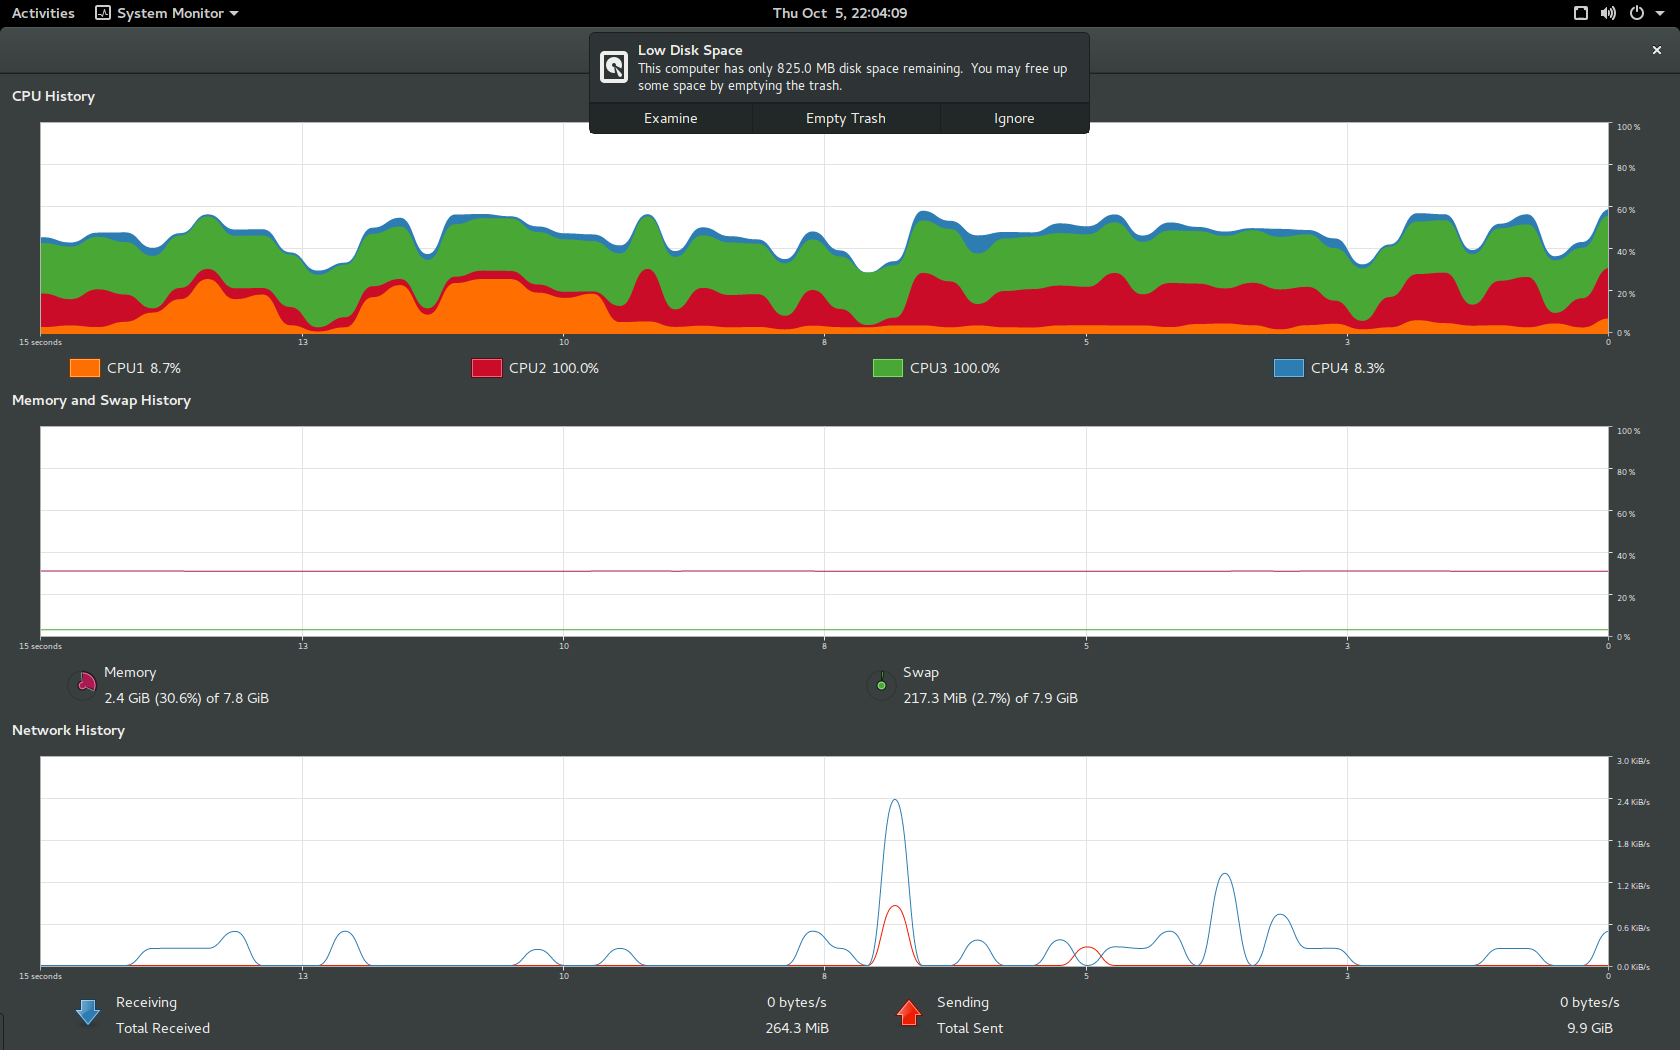 Activities
System Monitor
Thu Oct 5, 22:04:09
Low Disk Space
This computer has only 825.0 MB disk space remaining. You may free up
some space by emptying the trash.
Examine
Empty Trash
Ignore
CPU History
100 %
80 %
60 %
40 %
20 %
0 %
15 seconds
13
10
8
5
3
0
CPU1 8.7%
CPU2 100.0%
CPU3 100.0%
CPU4 8.3%
Memory and Swap History
100 %
80 %
60 %
40 %
20 %
0 %
15 seconds
13
10
8
5
3
0
Memory
2.4 GiB (30.6%) of 7.8 GiB
Swap
217.3 MiB (2.7%) of 7.9 GiB
Network History
3.0 KiB/s
2.4 KiB/s
1.8 KiB/s
1.2 KiB/s
0.6 KiB/s
0.0 KiB/s
15 seconds
13
10
8
5
3
0
Receiving
0 bytes/s
Total Received
264.3 MiB
Sending
0 bytes/s
Total Sent
9.9 GiB